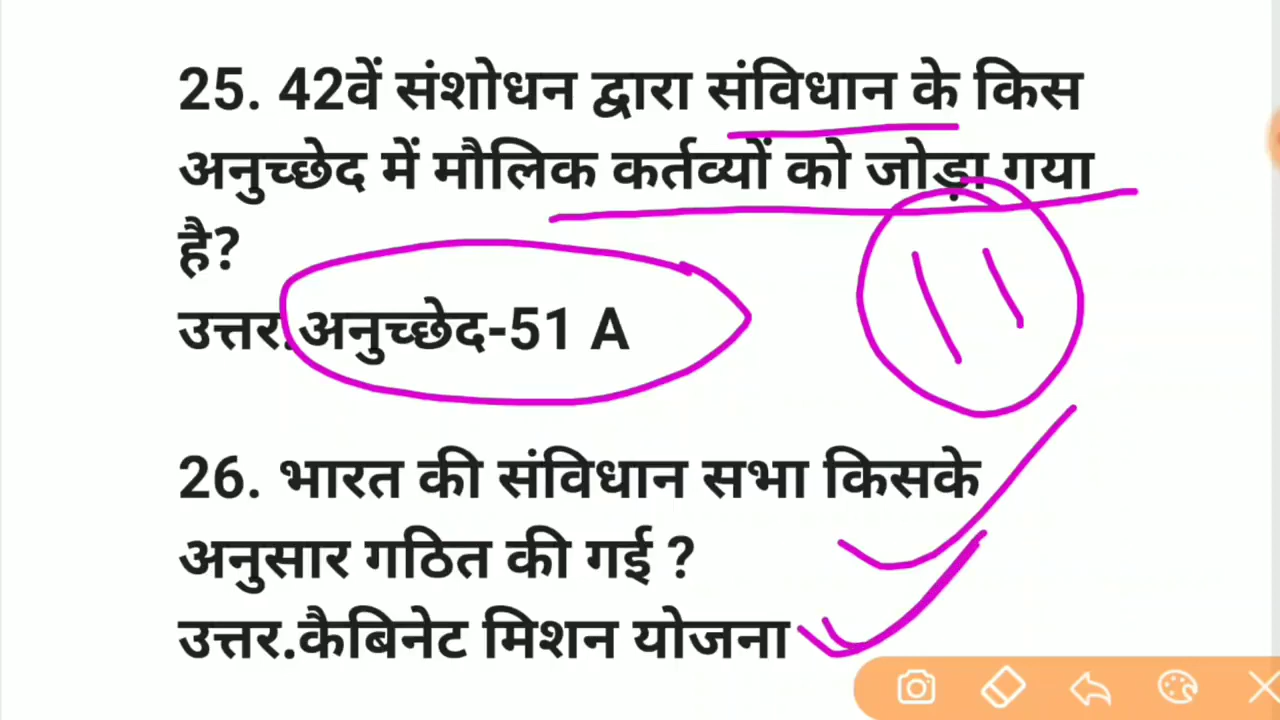 25. 42वें संशोधन द्वारा संविधान के किस
अनुच्छेद में मौलिक कर्तव्यों को जोड़ा गया
है?
उत्तर.अनुच्छेद-51 A
11
26. भारत की संविधान सभा किसके
अनुसार गठित की गई ?
उत्तर.कैबिनेट मिशन योजना